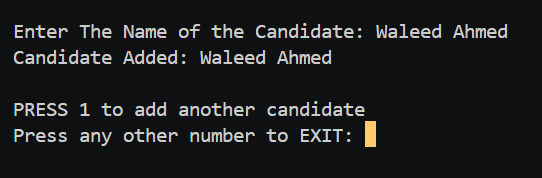 Enter The Name of the Candidate: Waleed Ahmed
Candidate Added: Waleed Ahmed
PRESS 1 to add another candidate
Press any other number to EXIT: